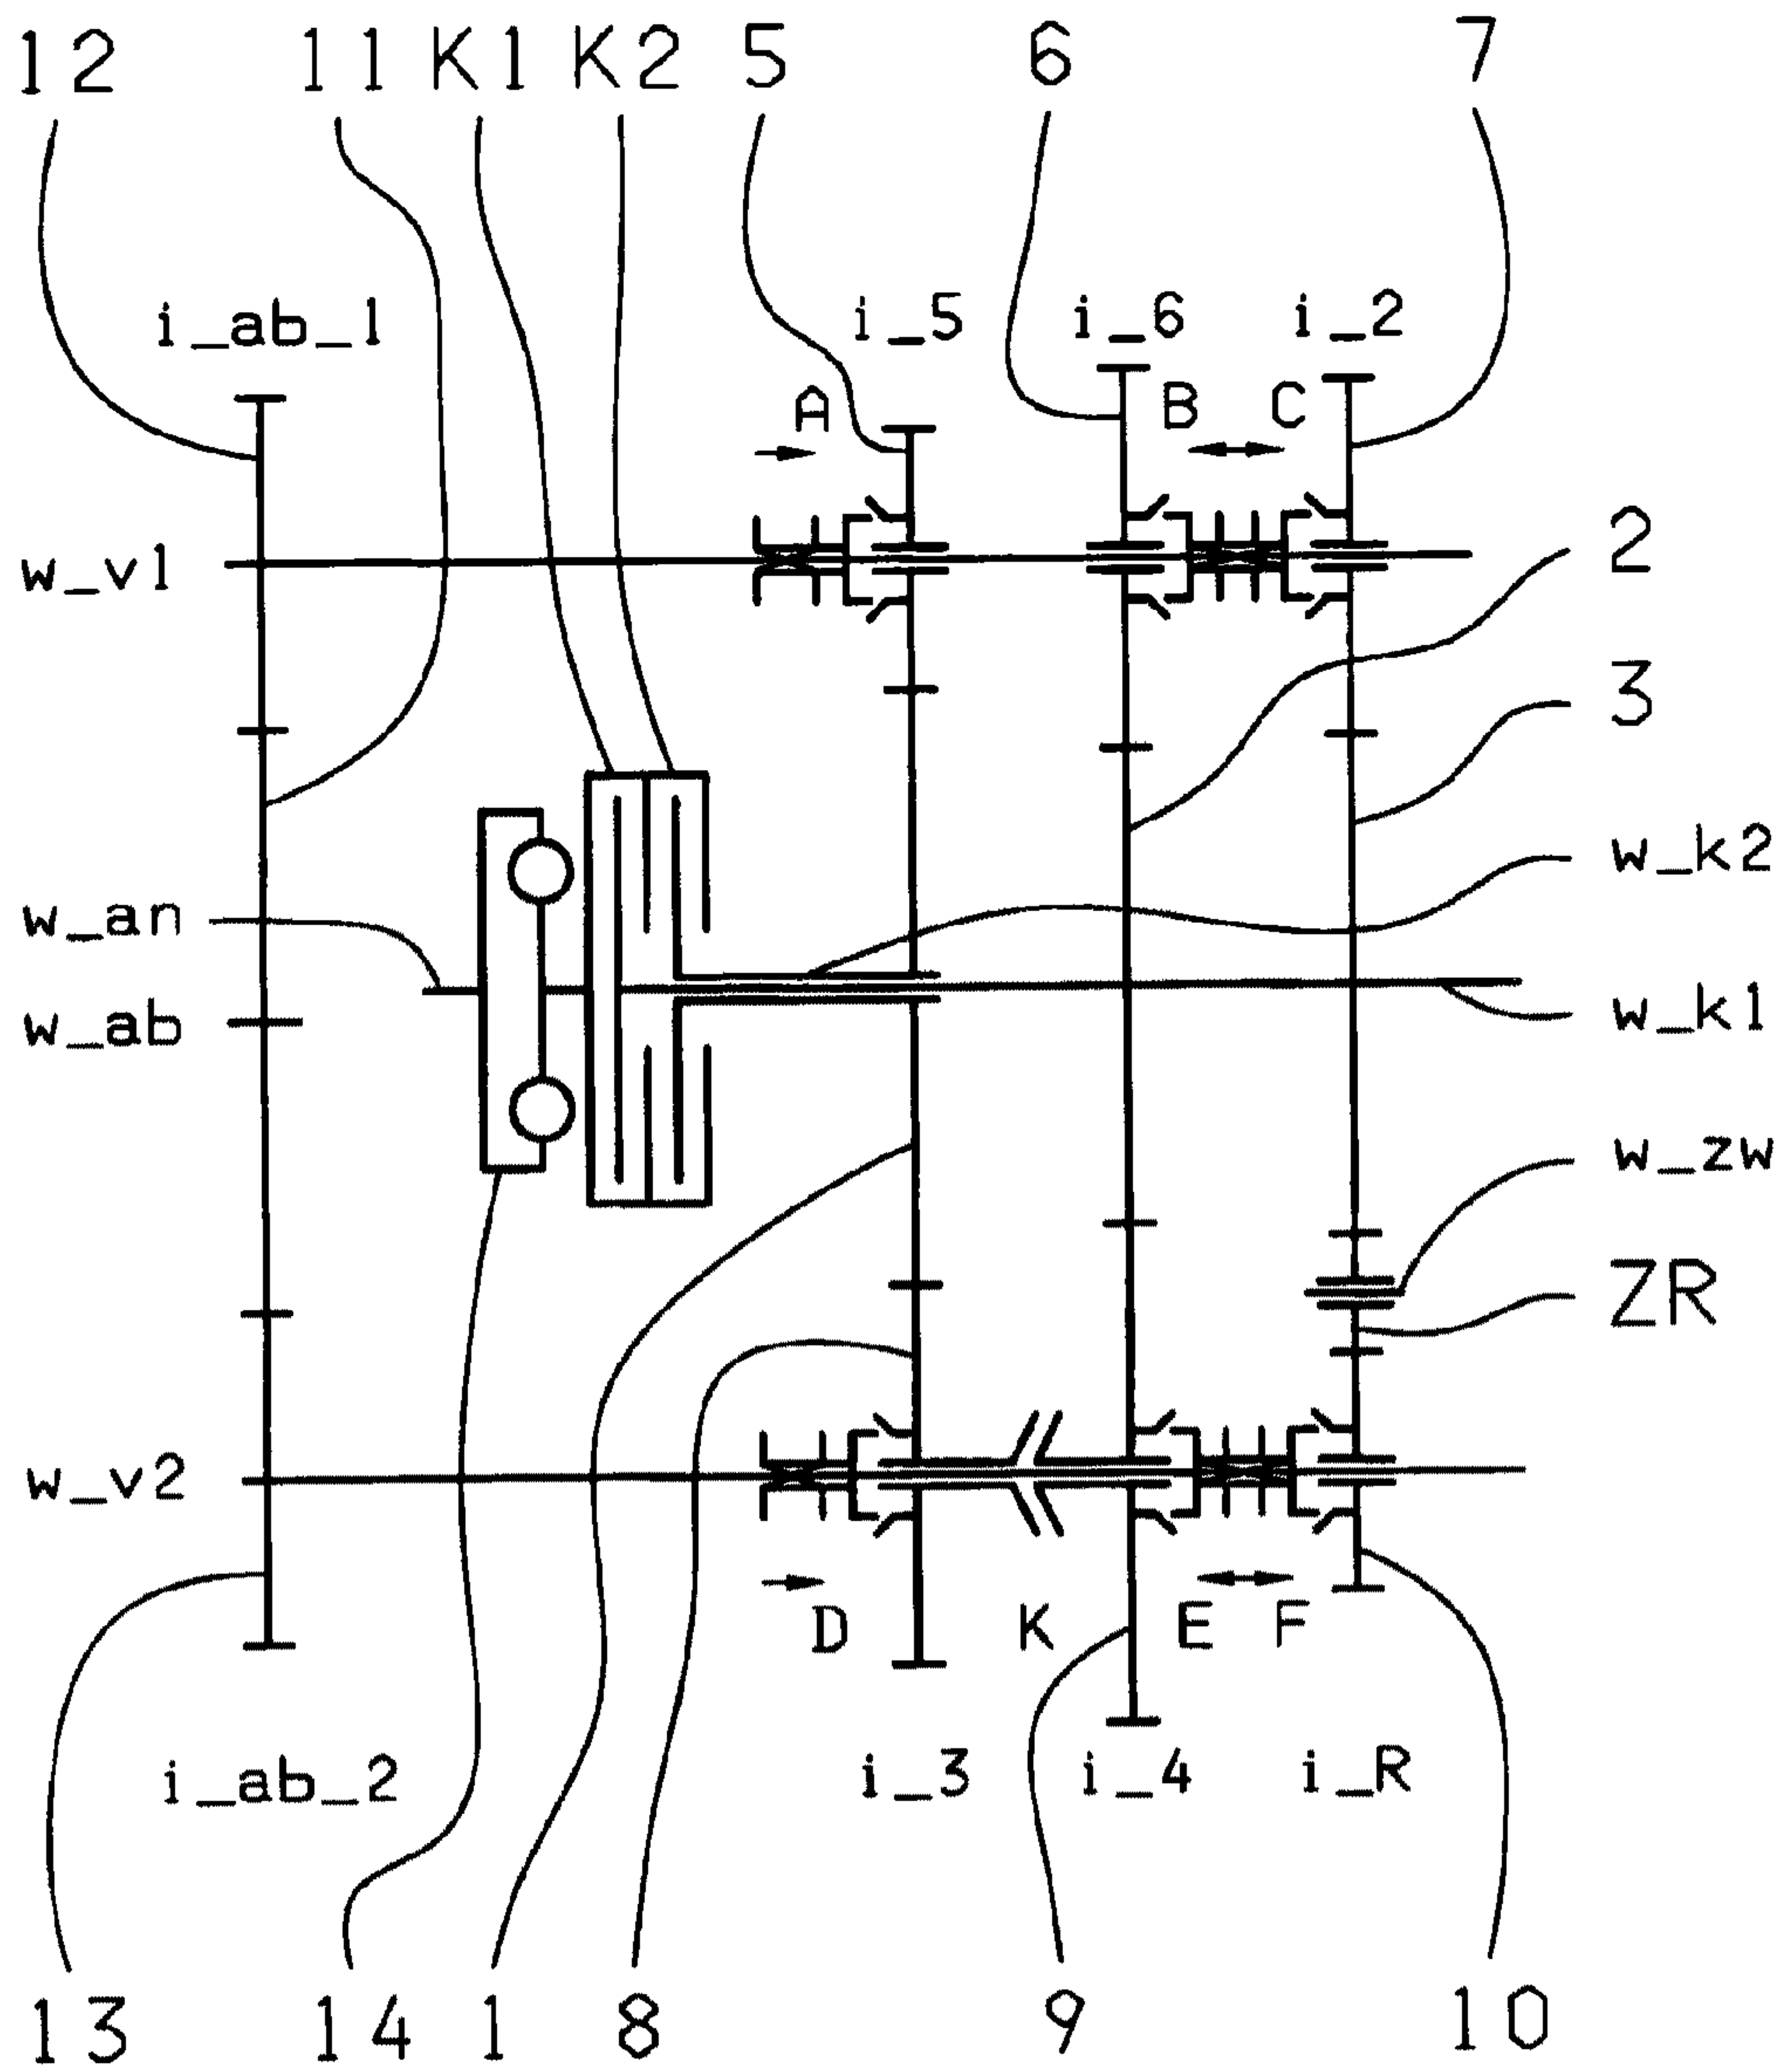 12 11 K1 K2 5 6 7
i_ab_1 i_5 i_6 i_2
A B C
2
w_v1
3
w_k2
w_an
w_k1
w_ab
w_zw
ZR
w_v2
D K E F
i_ab_2 i_3 i_4 i_R
13 14 1 8 9 10